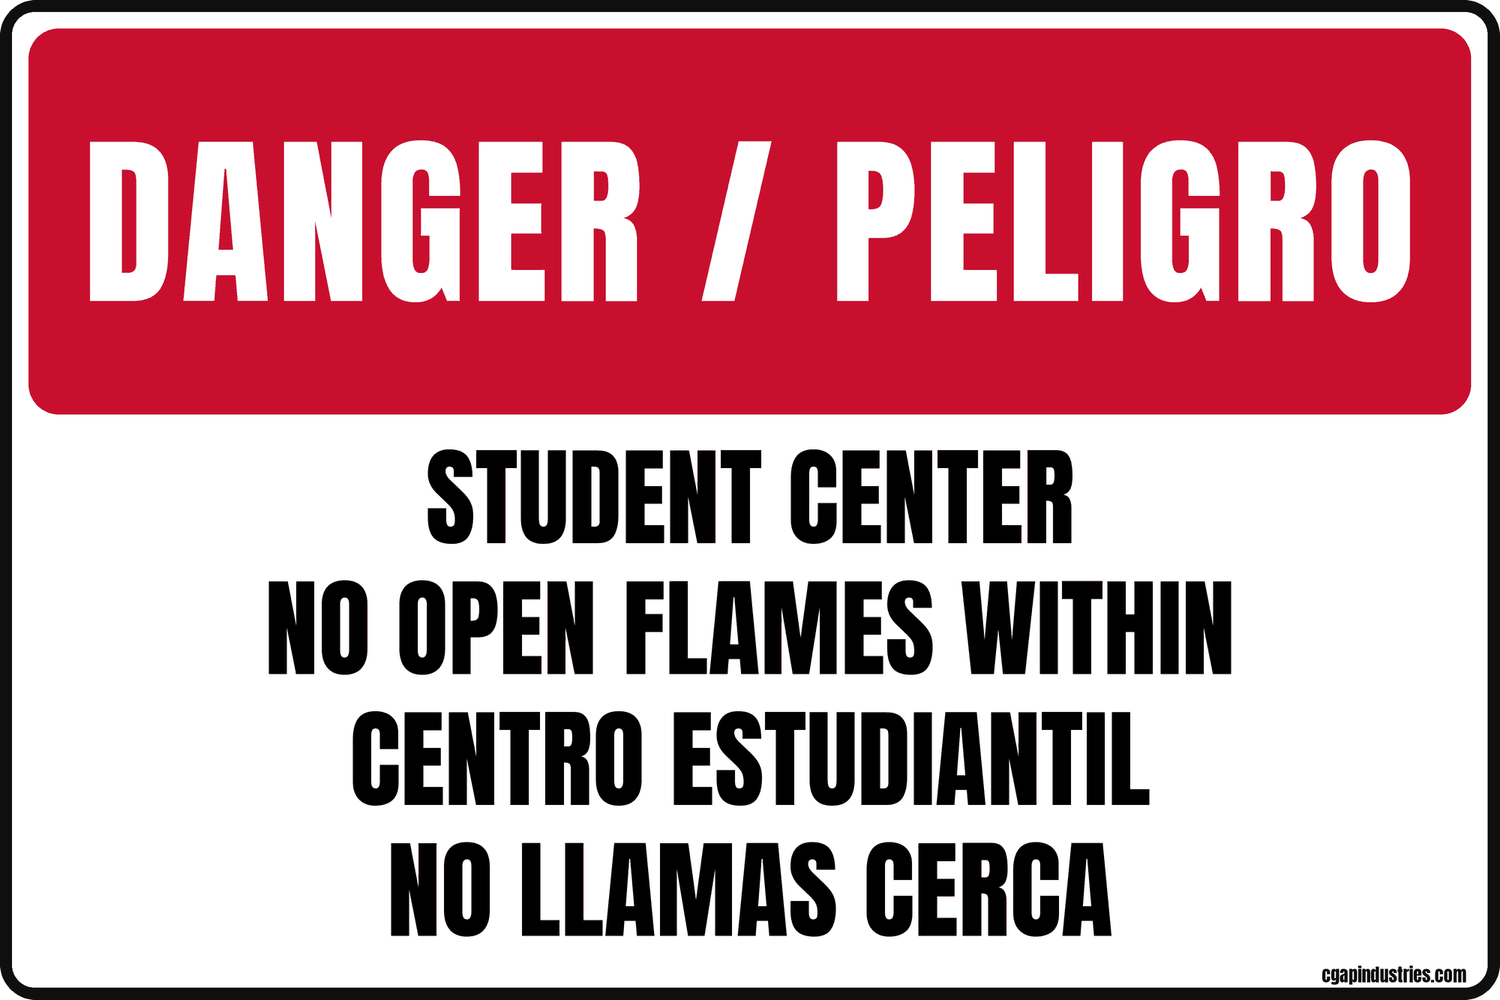 DANGER / PELIGRO
STUDENT CENTER
NO OPEN FLAMES WITHIN
CENTRO ESTUDIANTIL
NO LLAMAS CERCA
cgapindustries.com